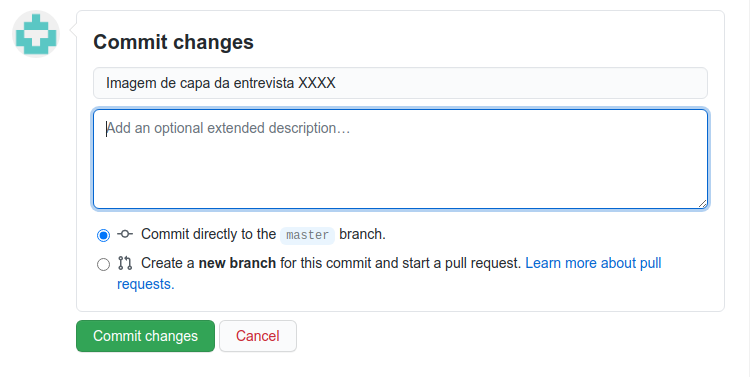 Commit changes
Imagem de capa da entrevista XXXX
Add an optional extended description…
Commit directly to the master branch.
Create a new branch for this commit and start a pull request. Learn more about pull
requests.
Commit changes Cancel